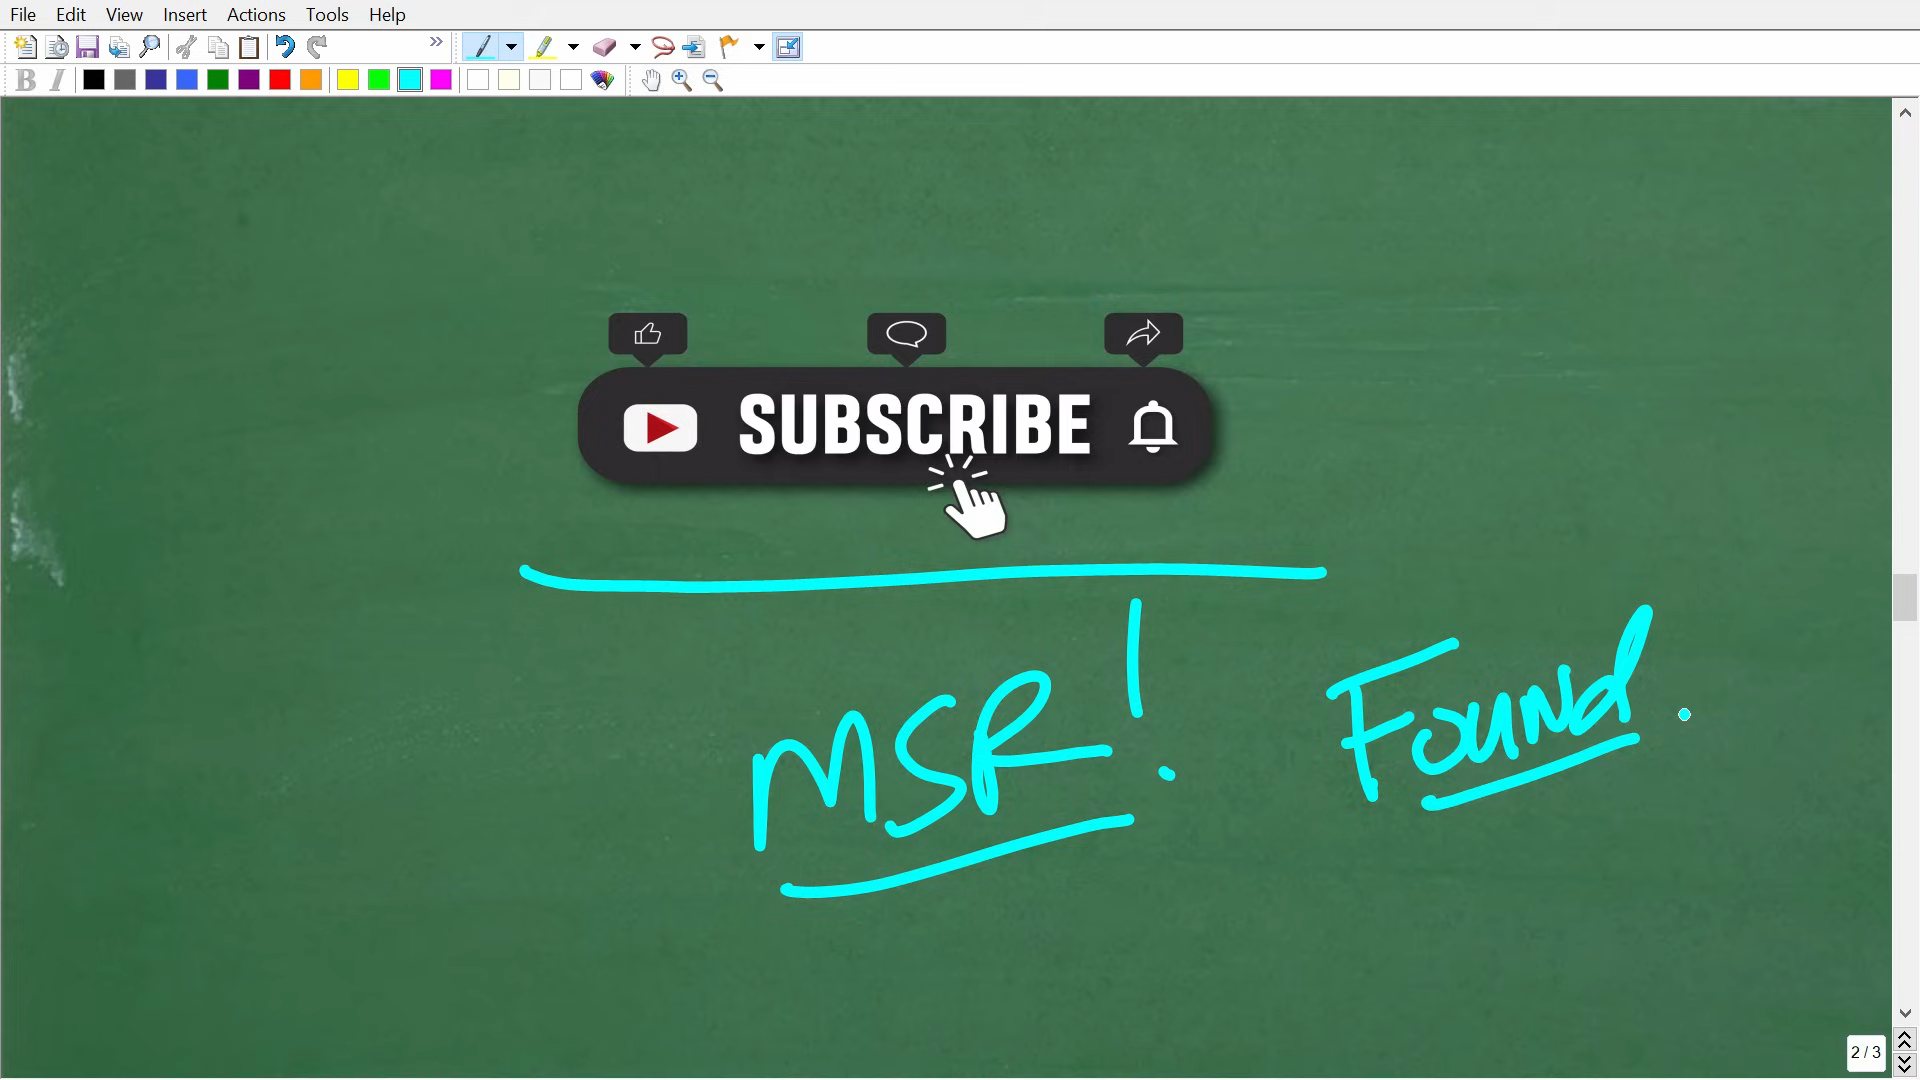 File Edit View Insert Actions Tools Help
B I
SUBSCRIBE
MSR! Found
2 / 3